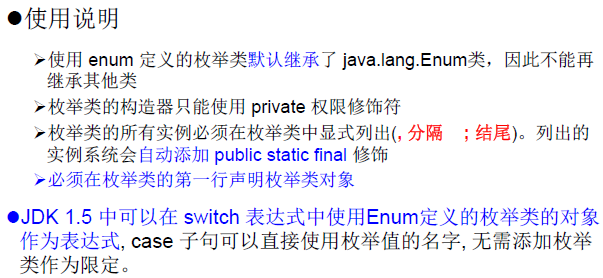 ●使用说明
➢使用 enum 定义的枚举类默认继承了 java.lang.Enum类，因此不能再
继承其他类
➢枚举类的构造器只能使用 private 权限修饰符
➢枚举类的所有实例必须在枚举类中显式列出(, 分隔 ; 结尾)。列出的
实例系统会自动添加 public static final 修饰
➢必须在枚举类的第一行声明枚举类对象
●JDK 1.5 中可以在 switch 表达式中使用Enum定义的枚举类的对象
作为表达式, case 子句可以直接使用枚举值的名字, 无需添加枚举
类作为限定。